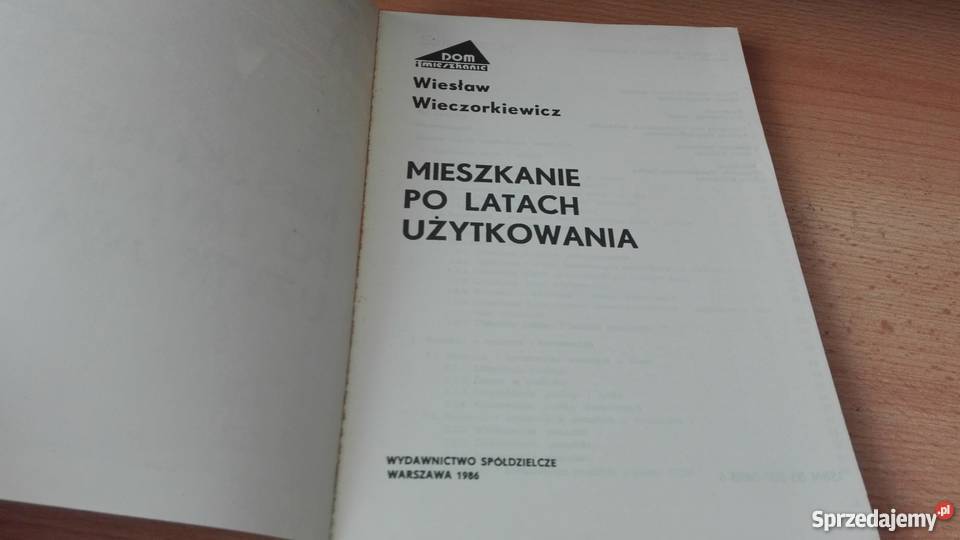 DOM
i mieszkanie
Wiesław
Wieczorkiewicz
MIESZKANIE
PO LATACH
UŻYTKOWANIA
WYDAWNICTWO SPÓŁDZIELCZE
WARSZAWA 1986
Sprzedajemy.pl